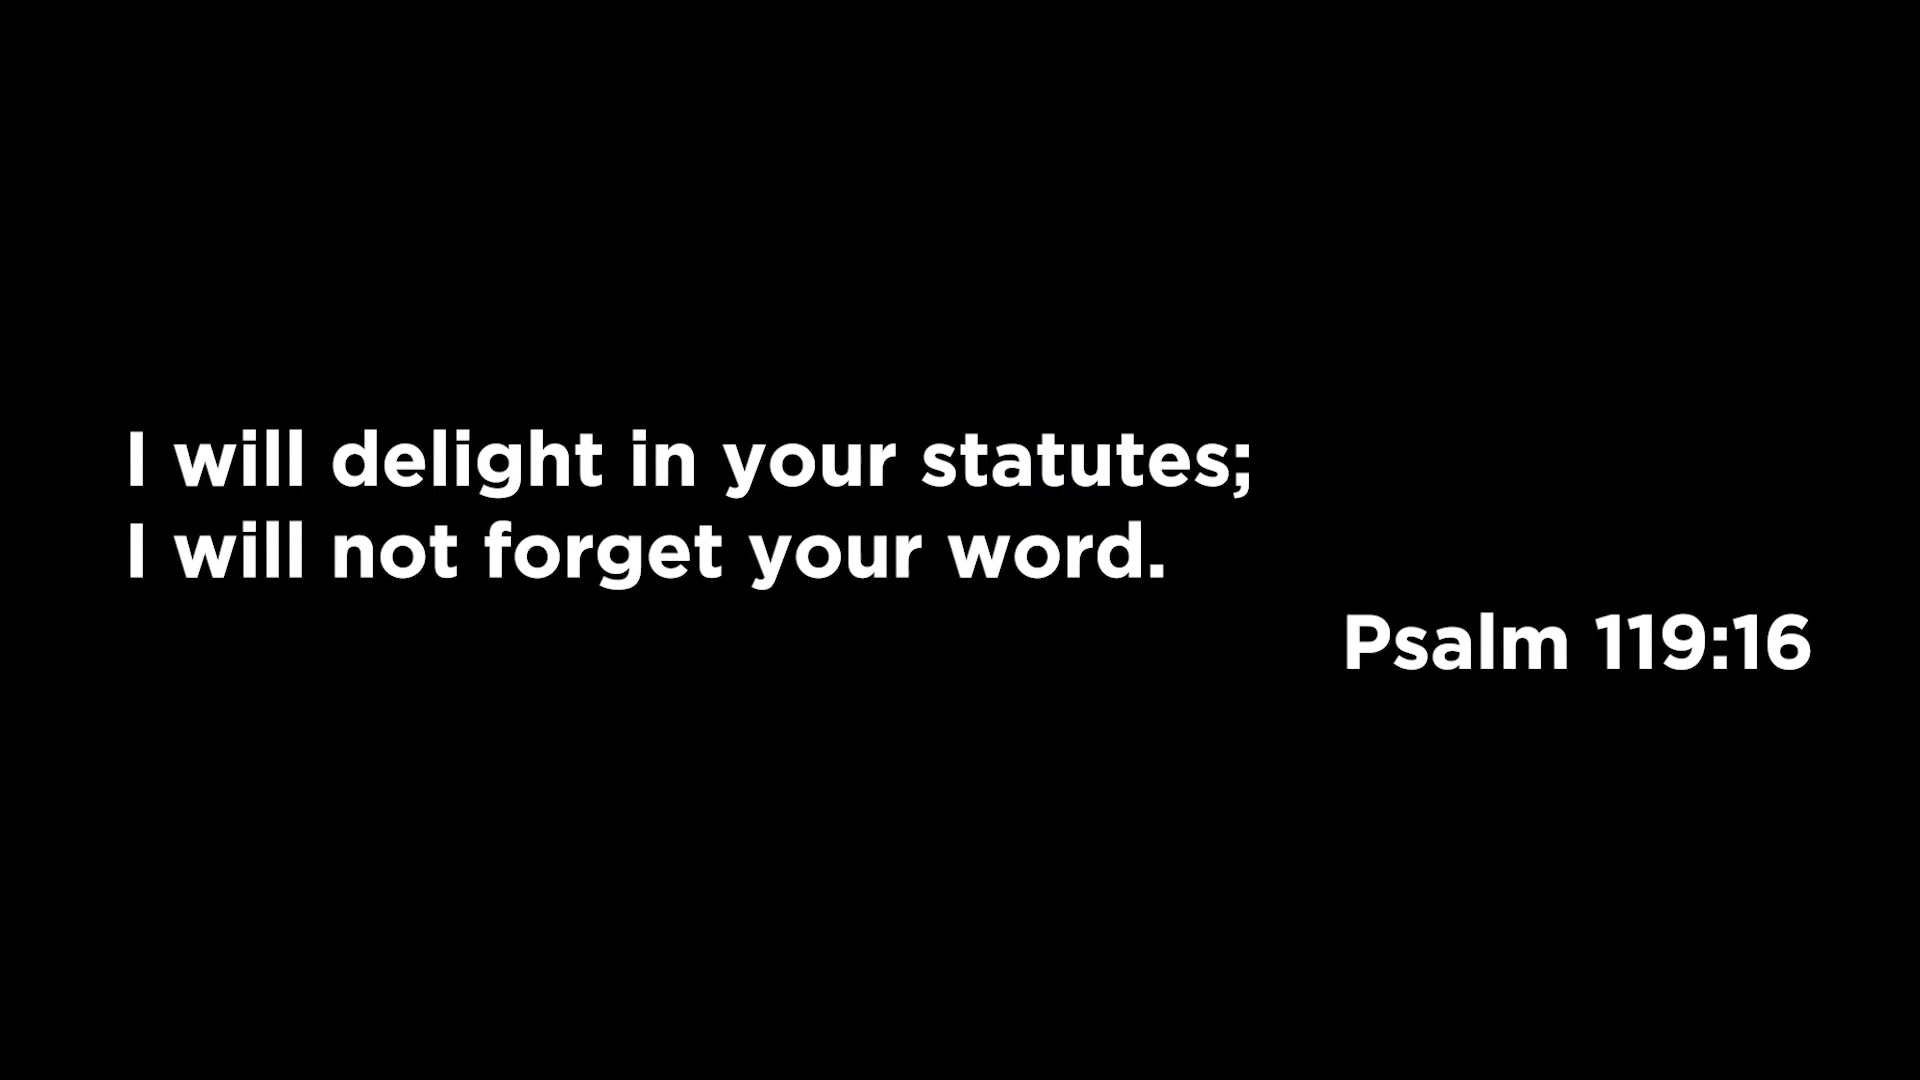 I will delight in your statutes;
I will not forget your word.
Psalm 119:16